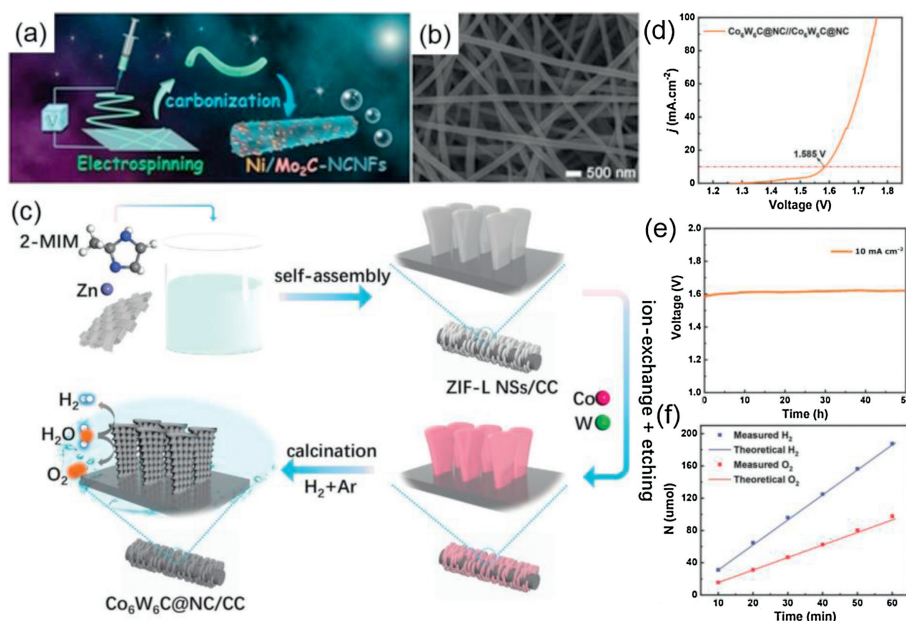 (a)
V
carbonization
Electrospinning
Ni/Mo₂C-NCNFs
(b)
500 nm
(c)
2-MIM
Zn
self-assembly
ZIF-L NSs/CC
Co
W
ion-exchange + etching
calcination
H₂+Ar
H₂
H₂O
O₂
Co₆W₆C@NC/CC
(d)
Co₆W₆C@NC//Co₆W₆C@NC
1.585 V
j (mA.cm⁻²)
100
80
60
40
20
0
1.2 1.3 1.4 1.5 1.6 1.7 1.8
Voltage (V)
(e)
10 mA cm⁻²
Voltage (V)
2.0
1.8
1.6
1.4
1.2
1.0
0 10 20 30 40 50
Time (h)
(f)
Measured H₂
Theoretical H₂
Measured O₂
Theoretical O₂
N (umol)
200
160
120
80
40
0
10 20 30 40 50 60
Time (min)